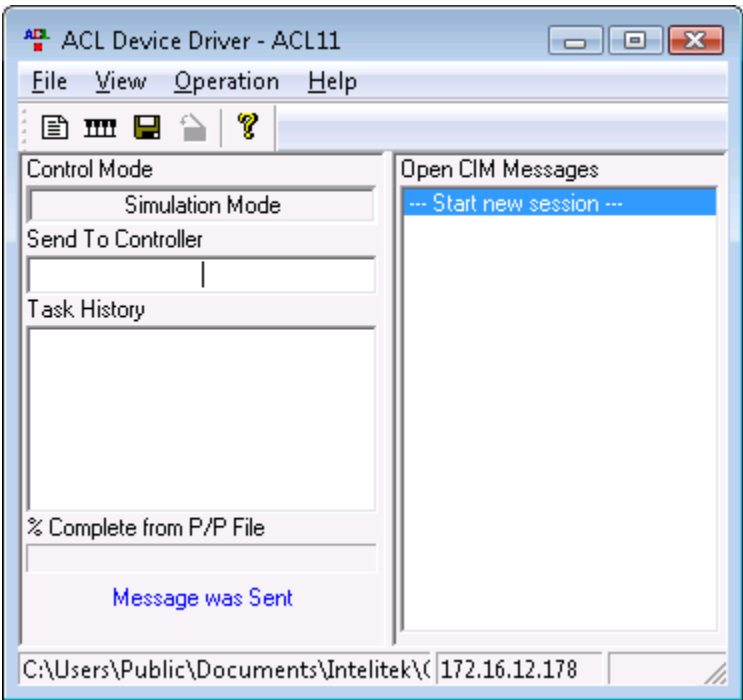 ACL Device Driver - ACL11
File View Operation Help
Control Mode
Simulation Mode
Send To Controller
Task History
% Complete from P/P File
Message was Sent
Open CIM Messages
--- Start new session ---
C:\Users\Public\Documents\Intelitek\( 172.16.12.178